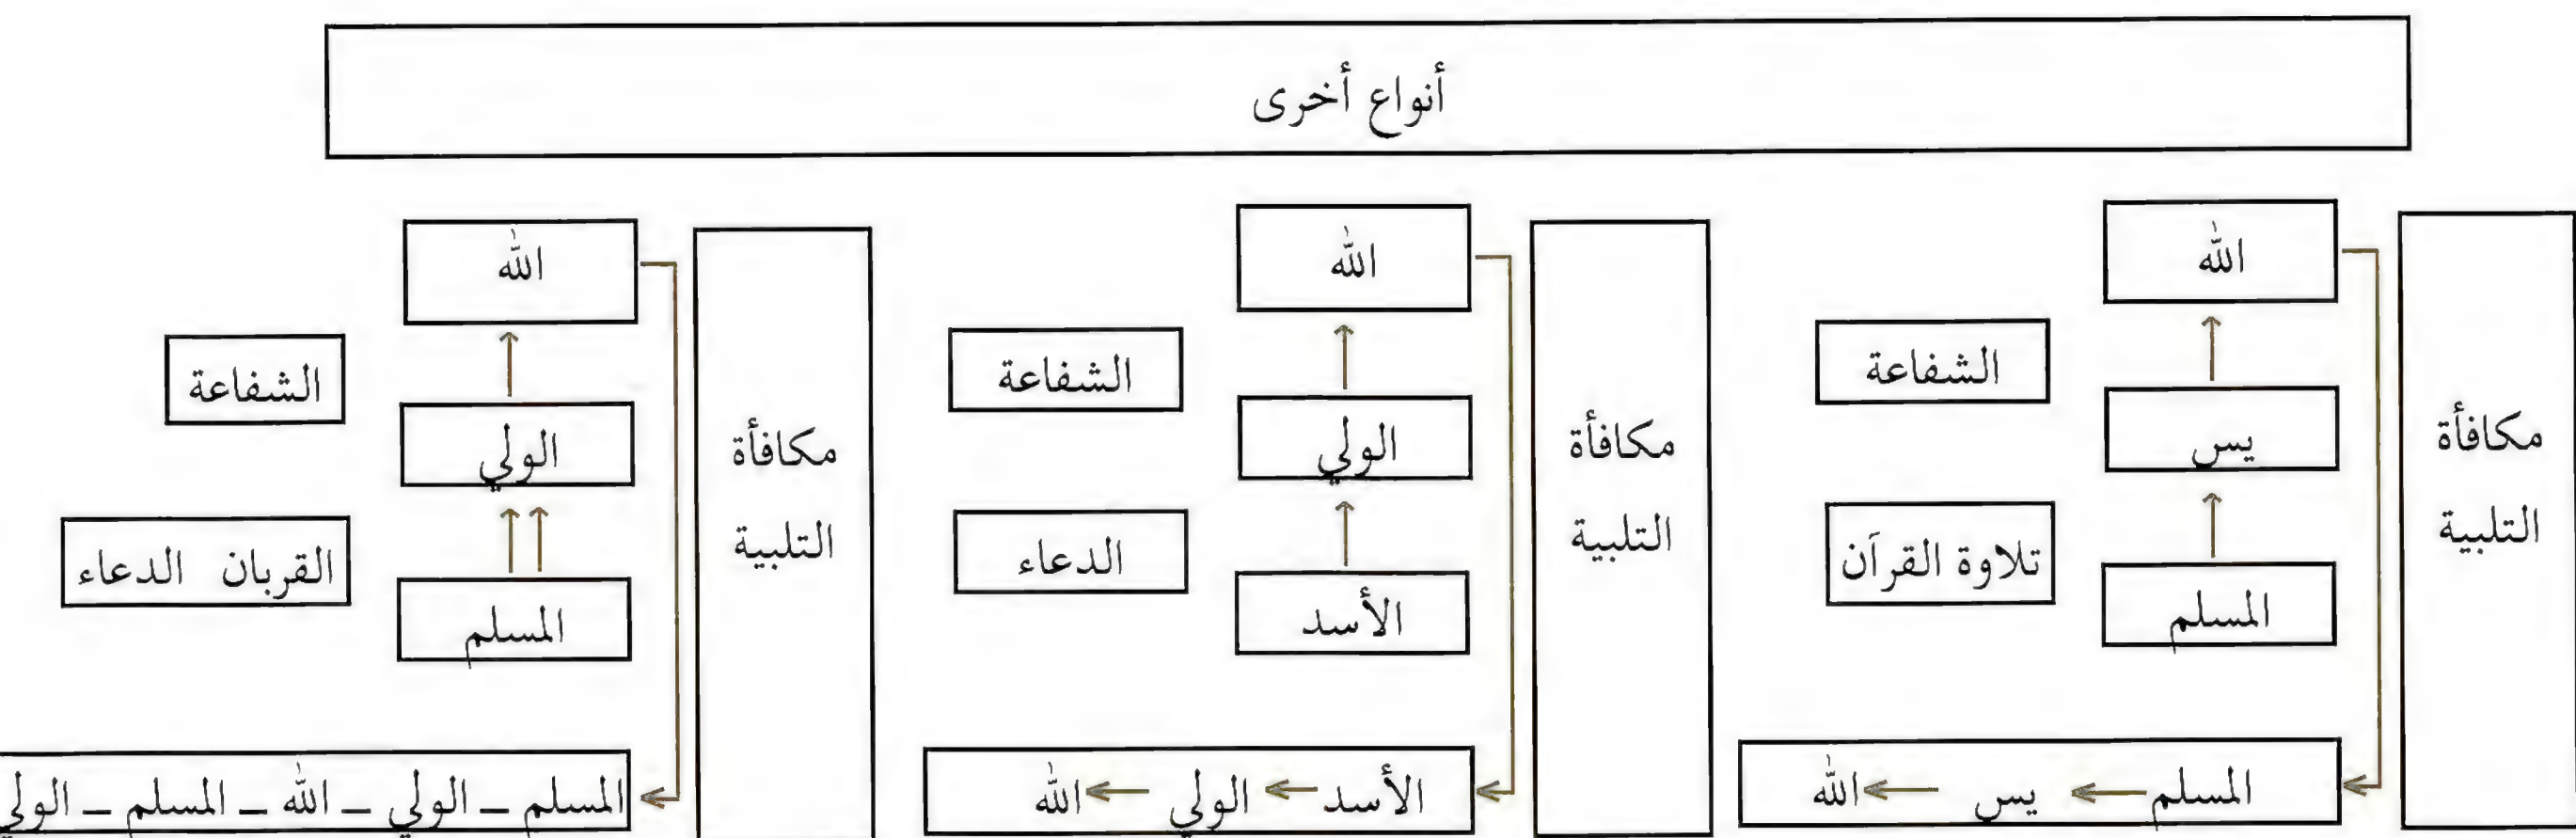 أنواع أخرى
مكافأة
التلبية
الله
الشفاعة
يس
تلاوة القرآن
المسلم
المسلم ← يس ← الله
مكافأة
التلبية
الله
الشفاعة
الولي
الدعاء
الأسد
الأسد ← الولي ← الله
مكافأة
التلبية
الله
الشفاعة
الولي
القربان الدعاء
المسلم
المسلم – الولي – الله – المسلم – الولي